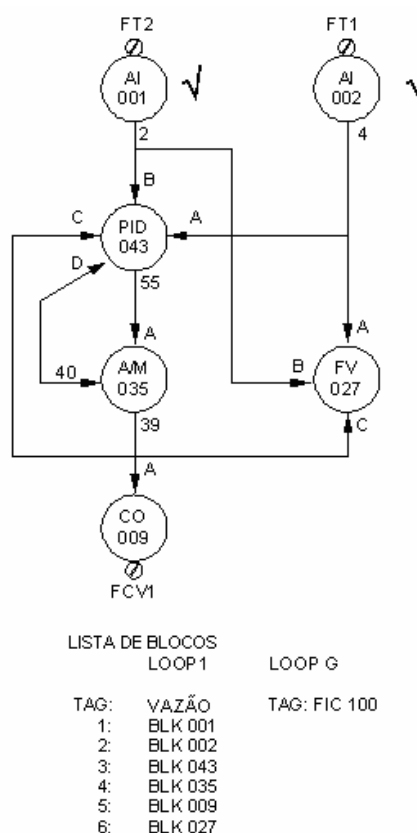 FT2 FT1
AI
001
√
AI
002
√
2 4
B
C A
PID
043
D
55
A A
40
A/M
035
B
FV
027
39 C
A
CO
009
FCV1
LISTA DE BLOCOS
LOOP1 LOOP G
TAG: VAZÃO TAG: FIC 100
1: BLK 001
2: BLK 002
3: BLK 043
4: BLK 035
5: BLK 009
6: BLK 027